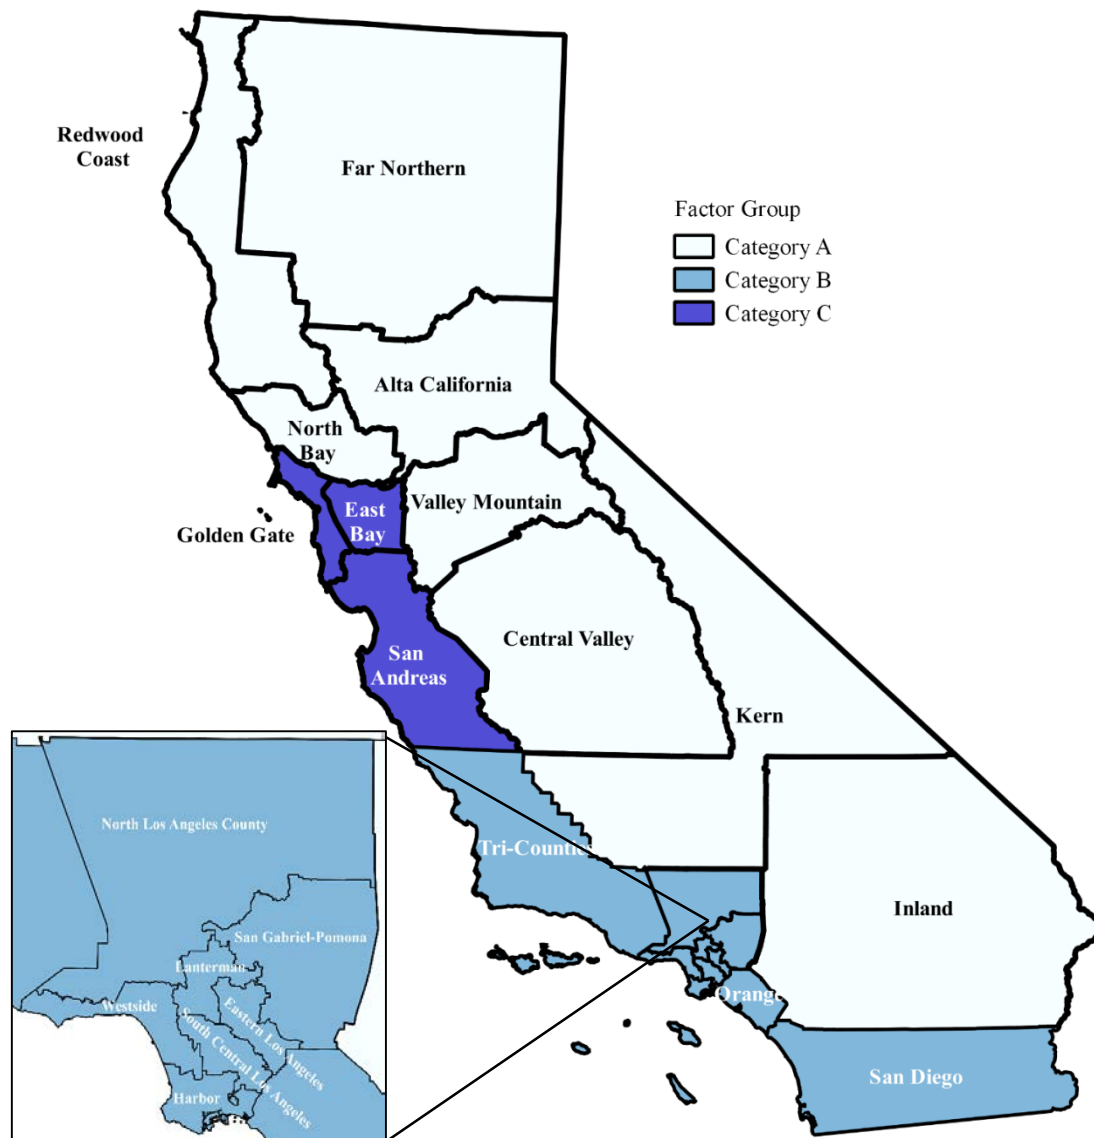 Redwood
Coast
Far Northern
Factor Group
Category A
Category B
Category C
Alta California
North
Bay
Valley Mountain
East
Bay
Golden Gate
Central Valley
San
Andreas
Kern
Tri-Counties
Inland
Orange
San Diego
North Los Angeles County
San Gabriel-Pomona
Lanterman
Westside
Eastern Los Angeles
South Central Los Angeles
Harbor